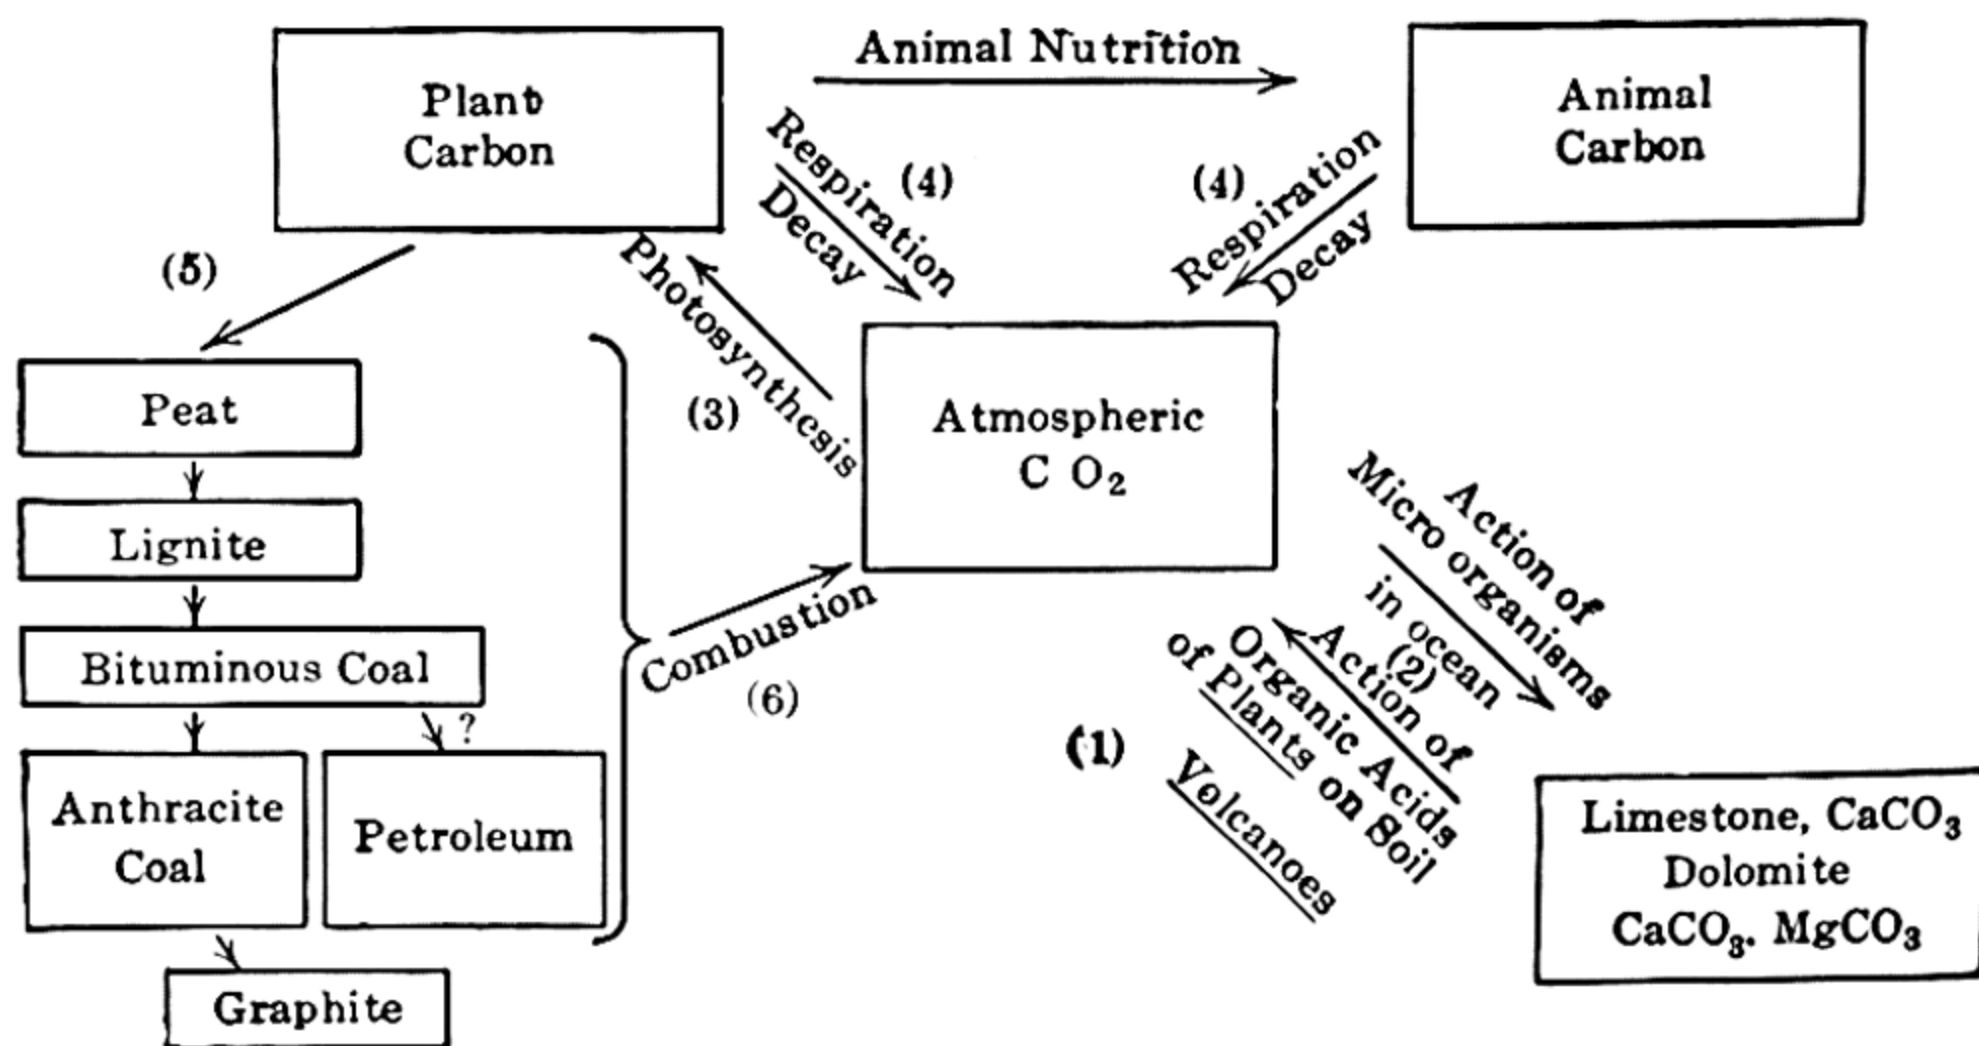 Animal Nutrition
Plant
Carbon
Animal
Carbon
Respiration
Decay
(4)
(4)
Respiration
Decay
(5)
Photosynthesis
(3)
Peat
Atmospheric
C O2
Lignite
Bituminous Coal
?
Combustion
(6)
Action of
Micro organisms
in ocean
(2)
Action of
Organic Acids
of Plants on Soil
(1)
Volcanoes
Anthracite
Coal
Petroleum
Limestone, CaCO3
Dolomite
CaCO3. MgCO3
Graphite